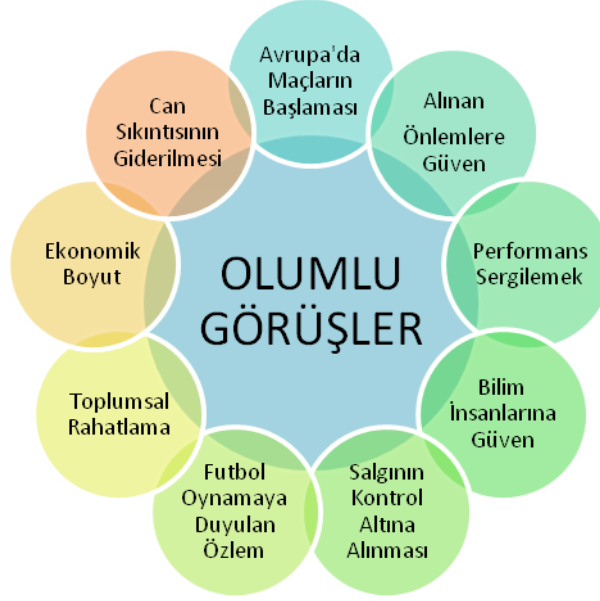 Avrupa'da
Maçların
Başlaması
Alınan
Önlemlere
Güven
Performans
Sergilemek
Bilim
İnsanlarına
Güven
Salgının
Kontrol
Altına
Alınması
Futbol
Oynamaya
Duyulan
Özlem
Toplumsal
Rahatlama
Ekonomik
Boyut
Can
Sıkıntısının
Giderilmesi
OLUMLU
GÖRÜŞLER